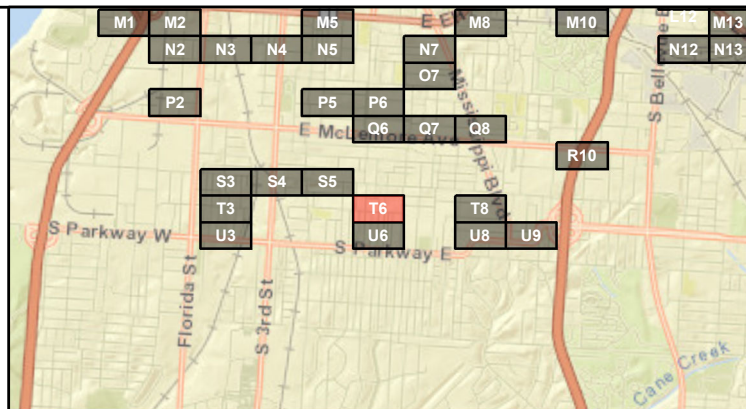 M1 M2 M5 M8 M10 L12 M13
N2 N3 N4 N5 N7 N12 N13
O7
P2 P5 P6
Q6 Q7 Q8
R10
S3 S4 S5
T3 T6 T8
U3 U6 U8 U9
E McLemore Ave
Mississippi Blvd
S Parkway W
S Parkway E
Florida St
S 3rd St
Cane Creek